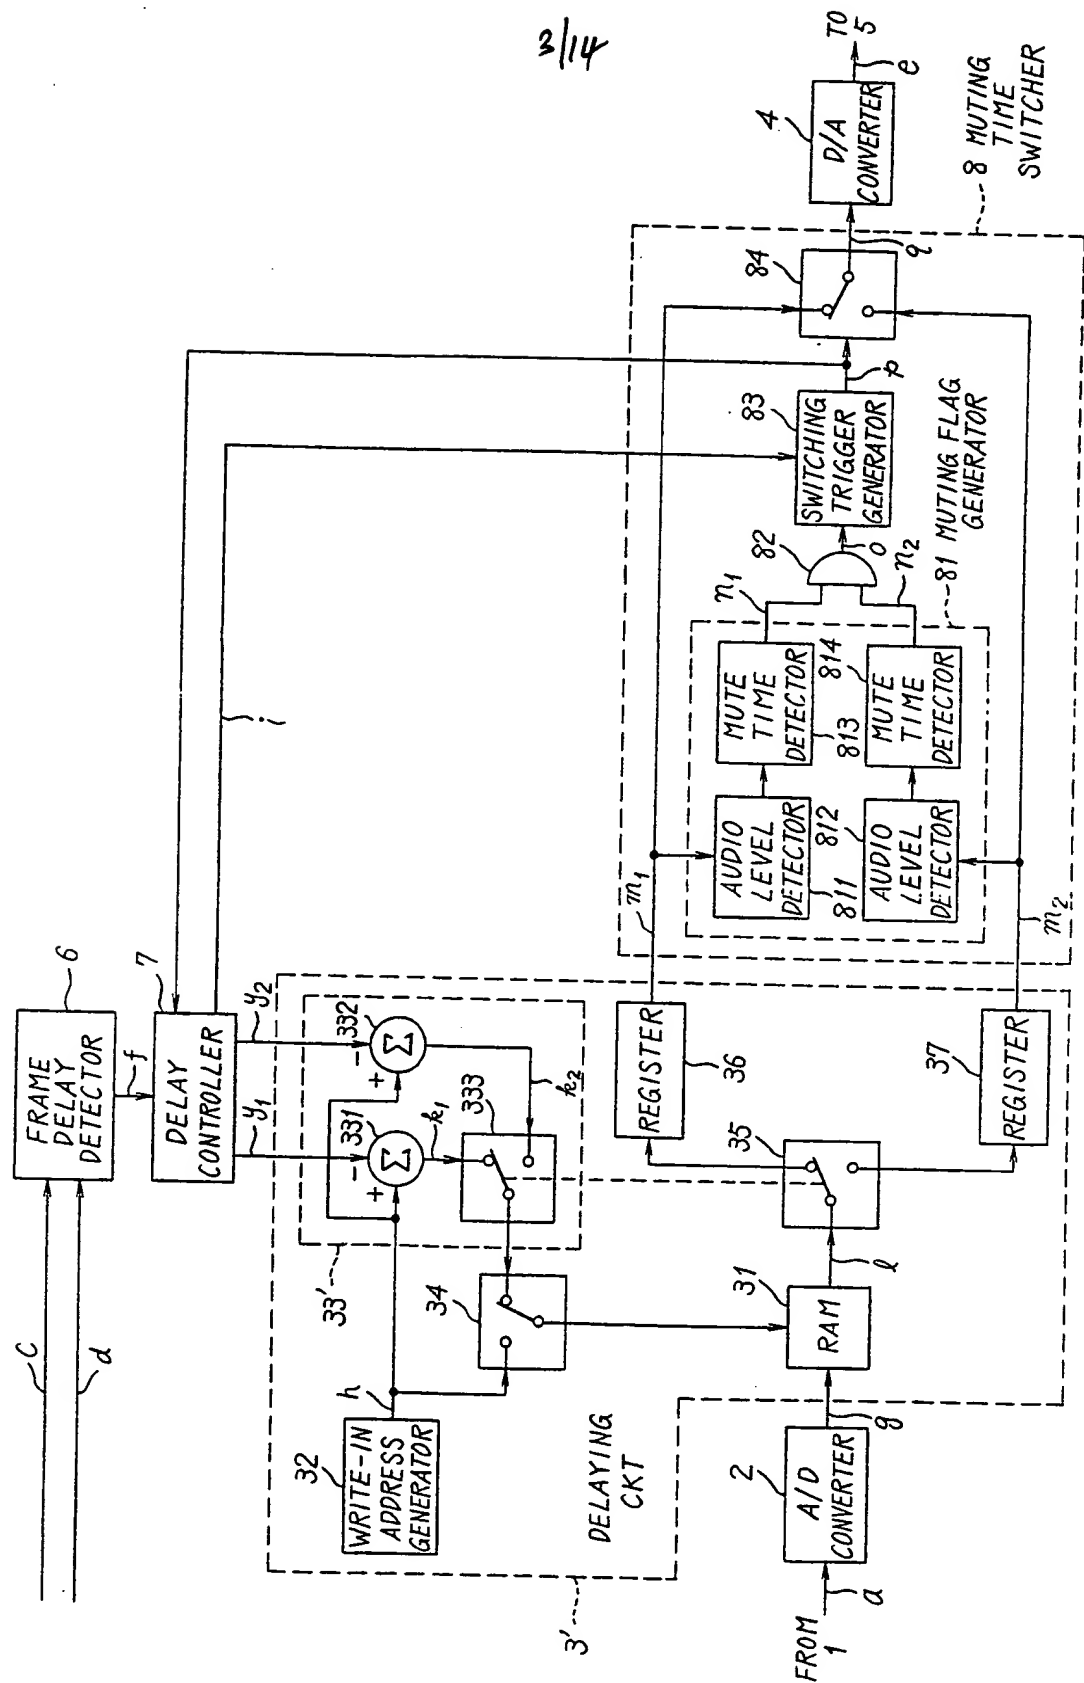 3/14
C
d
FRAME
DELAY
DETECTOR
6
f
DELAY
CONTROLLER
7
y1
y2
i
33'
331
332
+
-
+
-
k1
k2
333
32
WRITE-IN
ADDRESS
GENERATOR
h
34
DELAYING
CKT
3'
FROM
1
a
2
A/D
CONVERTER
g
31
RAM
l
35
REGISTER
36
REGISTER
37
m1
m2
AUDIO
LEVEL
DETECTOR
811
AUDIO
LEVEL
DETECTOR
812
MUTE
TIME
DETECTOR
813
MUTE
TIME
DETECTOR
814
n1
n2
82
o
81 MUTING FLAG
GENERATOR
83
SWITCHING
TRIGGER
GENERATOR
p
84
q
8 MUTING
TIME
SWITCHER
4
D/A
CONVERTER
e
TO
5